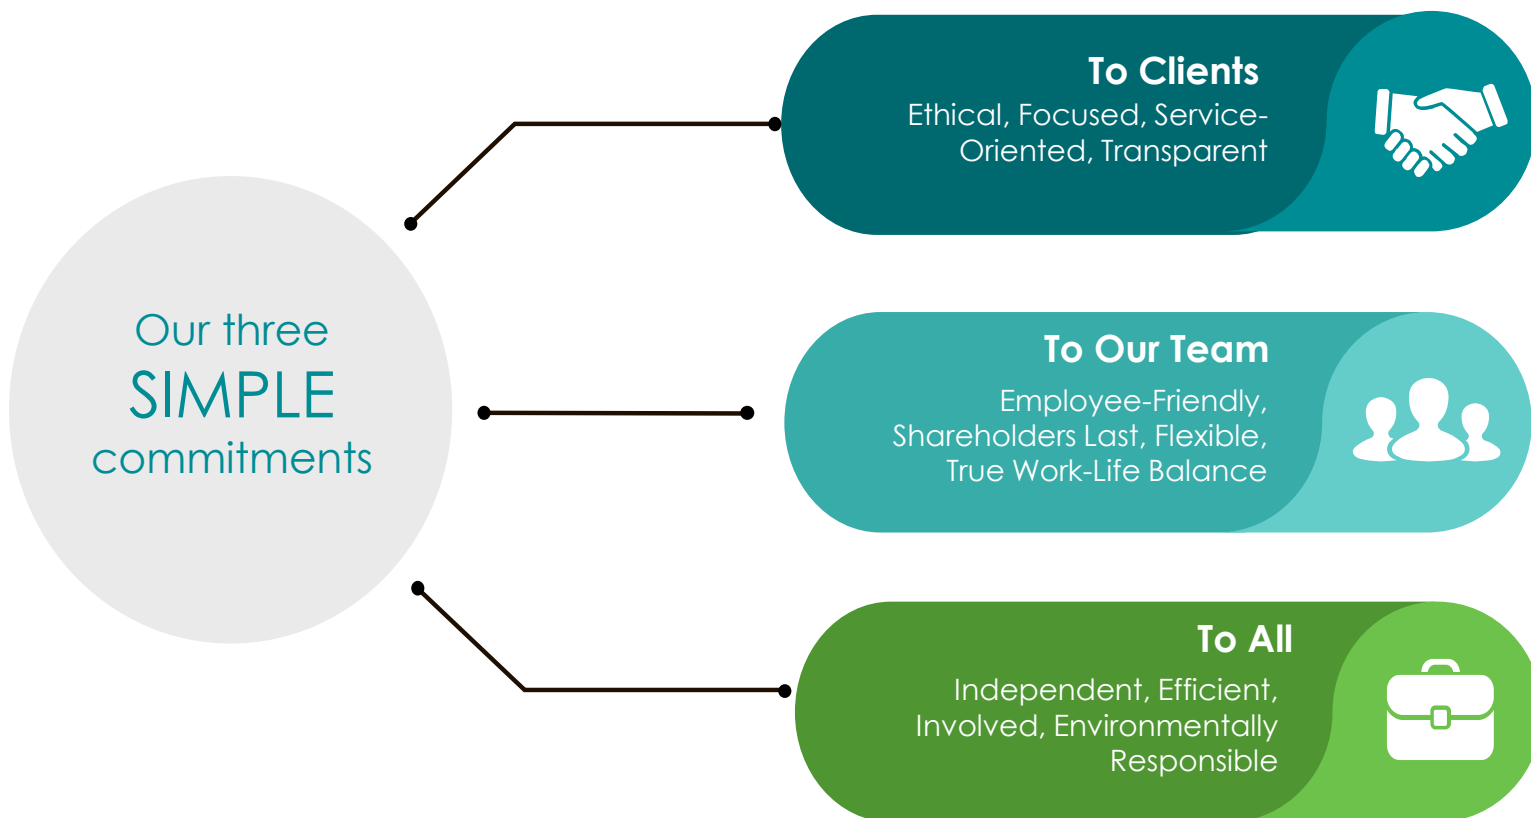 Our three
SIMPLE
commitments
To Clients
Ethical, Focused, Service-
Oriented, Transparent
To Our Team
Employee-Friendly,
Shareholders Last, Flexible,
True Work-Life Balance
To All
Independent, Efficient,
Involved, Environmentally
Responsible